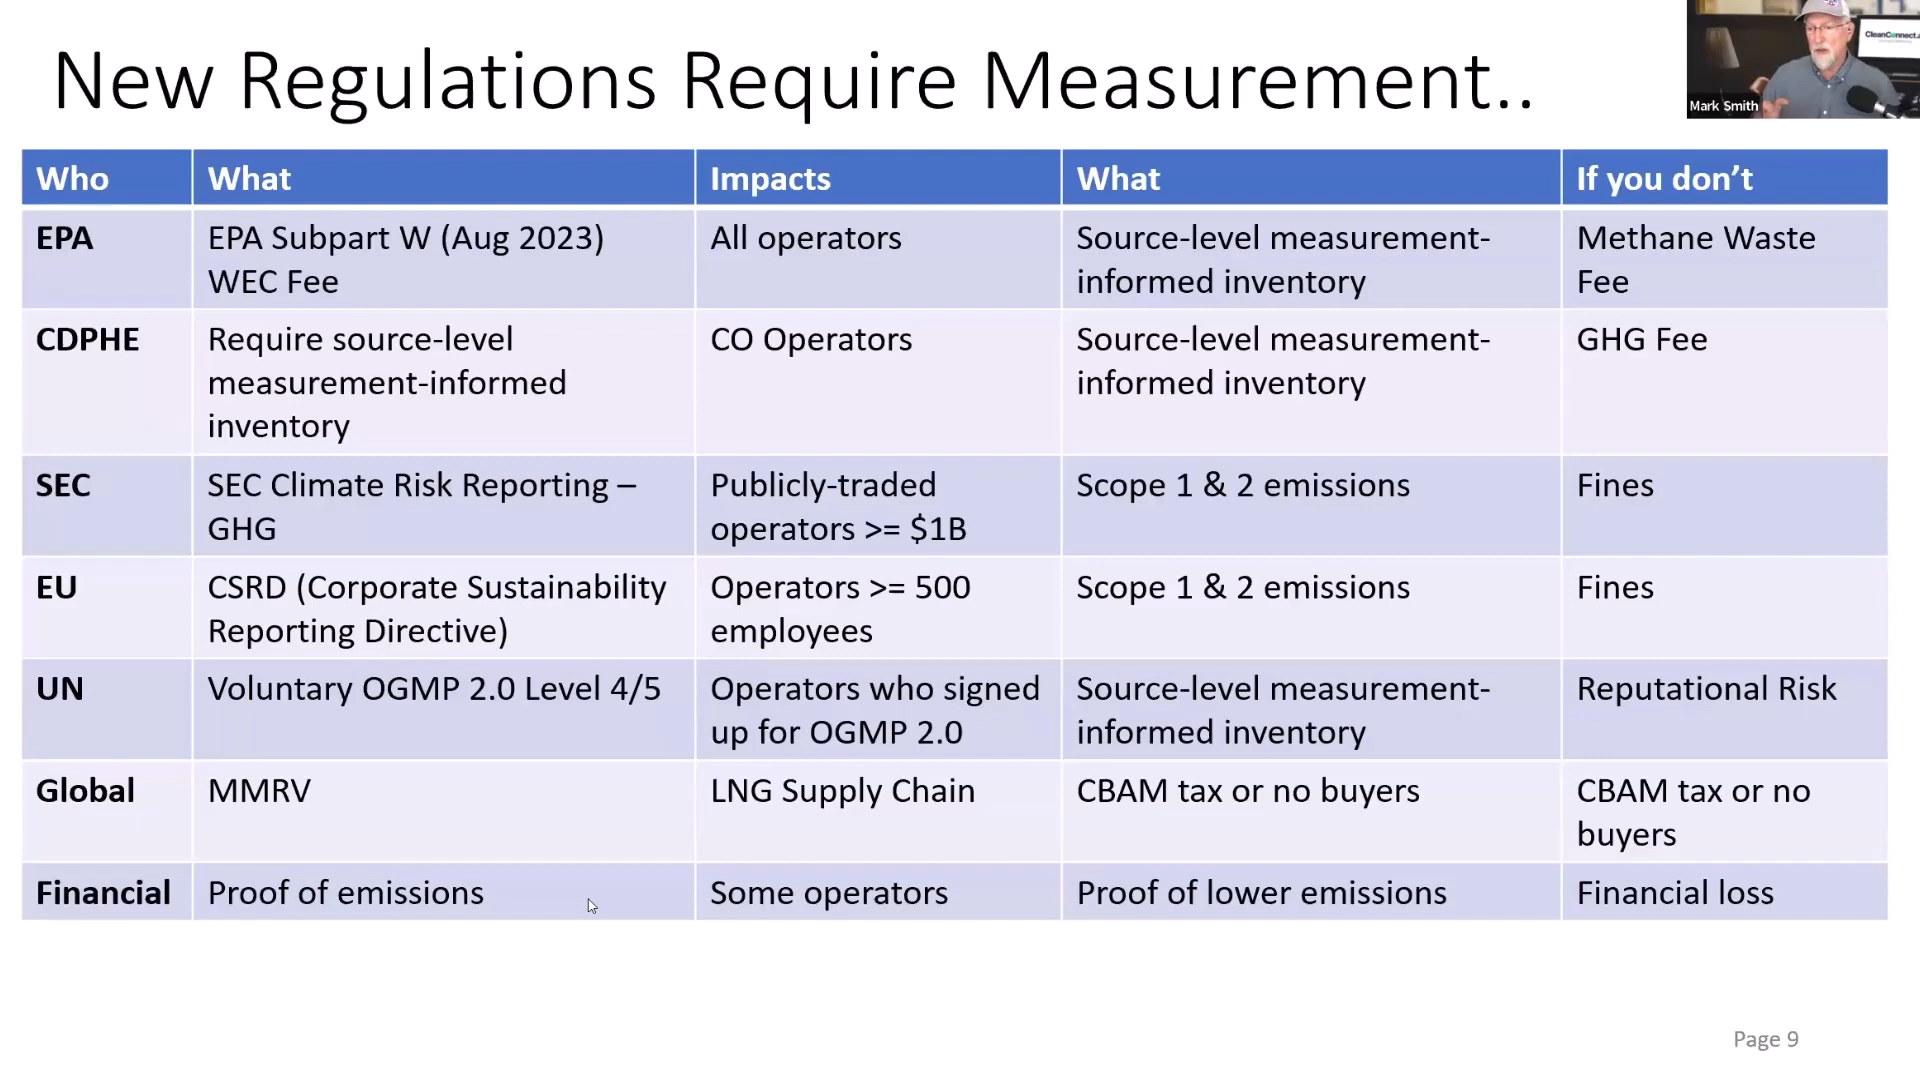 New Regulations Require Measurement..
CleanConnect.a
Mark Smith
Who
What
Impacts
What
If you don’t
EPA
EPA Subpart W (Aug 2023)
WEC Fee
All operators
Source-level measurement-
informed inventory
Methane Waste
Fee
CDPHE
Require source-level
measurement-informed
inventory
CO Operators
Source-level measurement-
informed inventory
GHG Fee
SEC
SEC Climate Risk Reporting –
GHG
Publicly-traded
operators >= $1B
Scope 1 & 2 emissions
Fines
EU
CSRD (Corporate Sustainability
Reporting Directive)
Operators >= 500
employees
Scope 1 & 2 emissions
Fines
UN
Voluntary OGMP 2.0 Level 4/5
Operators who signed
up for OGMP 2.0
Source-level measurement-
informed inventory
Reputational Risk
Global
MMRV
LNG Supply Chain
CBAM tax or no buyers
CBAM tax or no
buyers
Financial
Proof of emissions
Some operators
Proof of lower emissions
Financial loss
Page 9